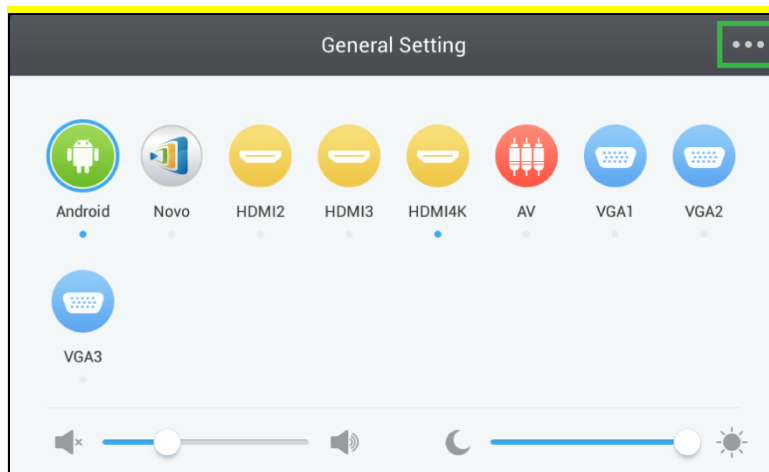 General Setting
Android Novo HDMI2 HDMI3 HDMI4K AV VGA1 VGA2
VGA3